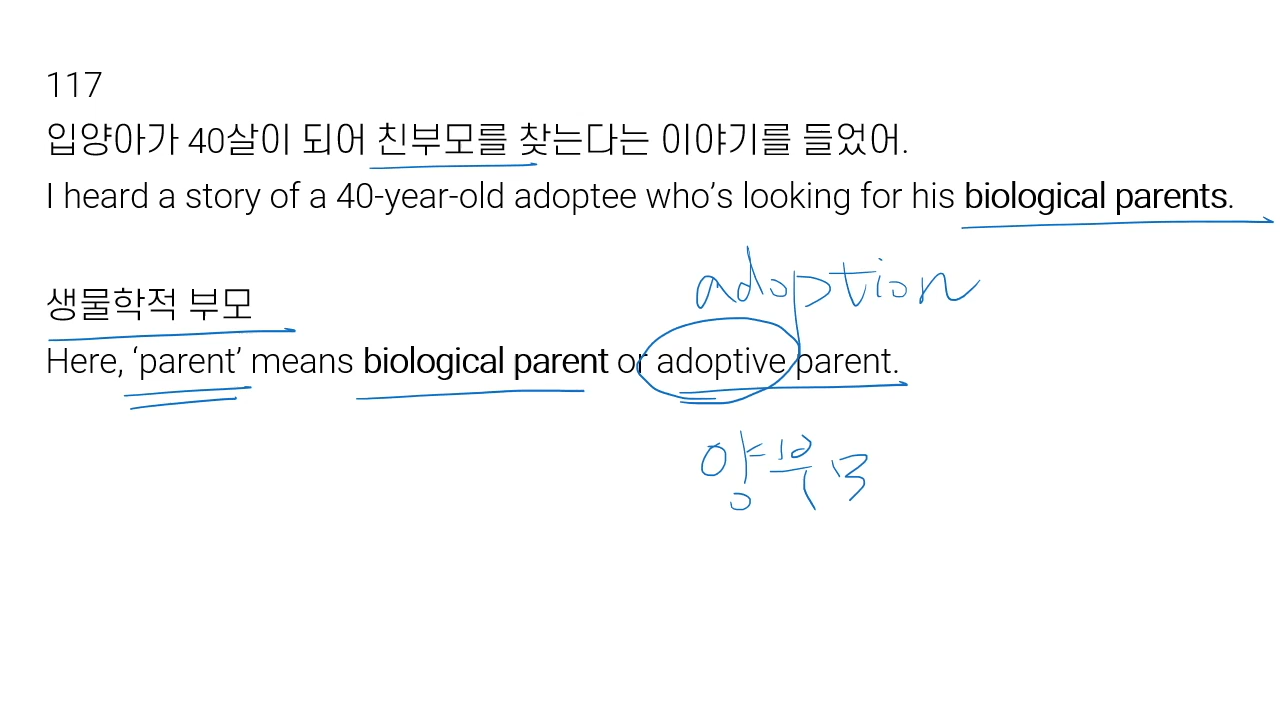 117
입양아가 40살이 되어 친부모를 찾는다는 이야기를 들었어.
I heard a story of a 40-year-old adoptee who’s looking for his biological parents.
adoption
생물학적 부모
Here, ‘parent’ means biological parent or adoptive parent.
양부모